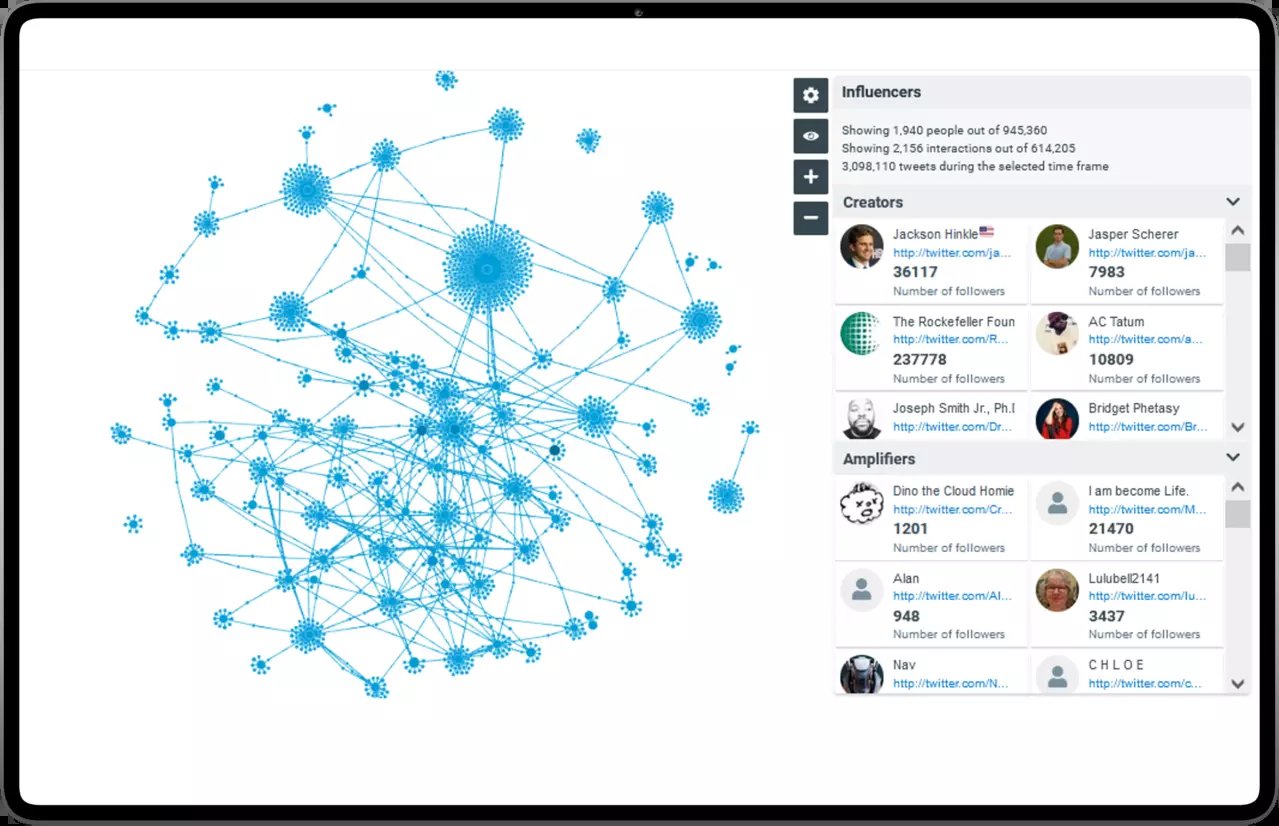 Influencers
Showing 1,940 people out of 945,360
Showing 2,156 interactions out of 614,205
3,098,110 tweets during the selected time frame
Creators
Jackson Hinkle🇺🇸
http://twitter.com/ja...
36117
Number of followers
Jasper Scherer
http://twitter.com/ja...
7983
Number of followers
The Rockefeller Foun
http://twitter.com/R...
237778
Number of followers
AC Tatum
http://twitter.com/a...
10809
Number of followers
Joseph Smith Jr., Ph.
http://twitter.com/Dr...
Bridget Phetasy
http://twitter.com/Br...
Amplifiers
Dino the Cloud Homie
http://twitter.com/Cr...
1201
Number of followers
I am become Life.
http://twitter.com/M...
21470
Number of followers
Alan
http://twitter.com/Al...
948
Number of followers
Lulubell2141
http://twitter.com/lu...
3437
Number of followers
Nav
http://twitter.com/N...
C H L O E
http://twitter.com/c...